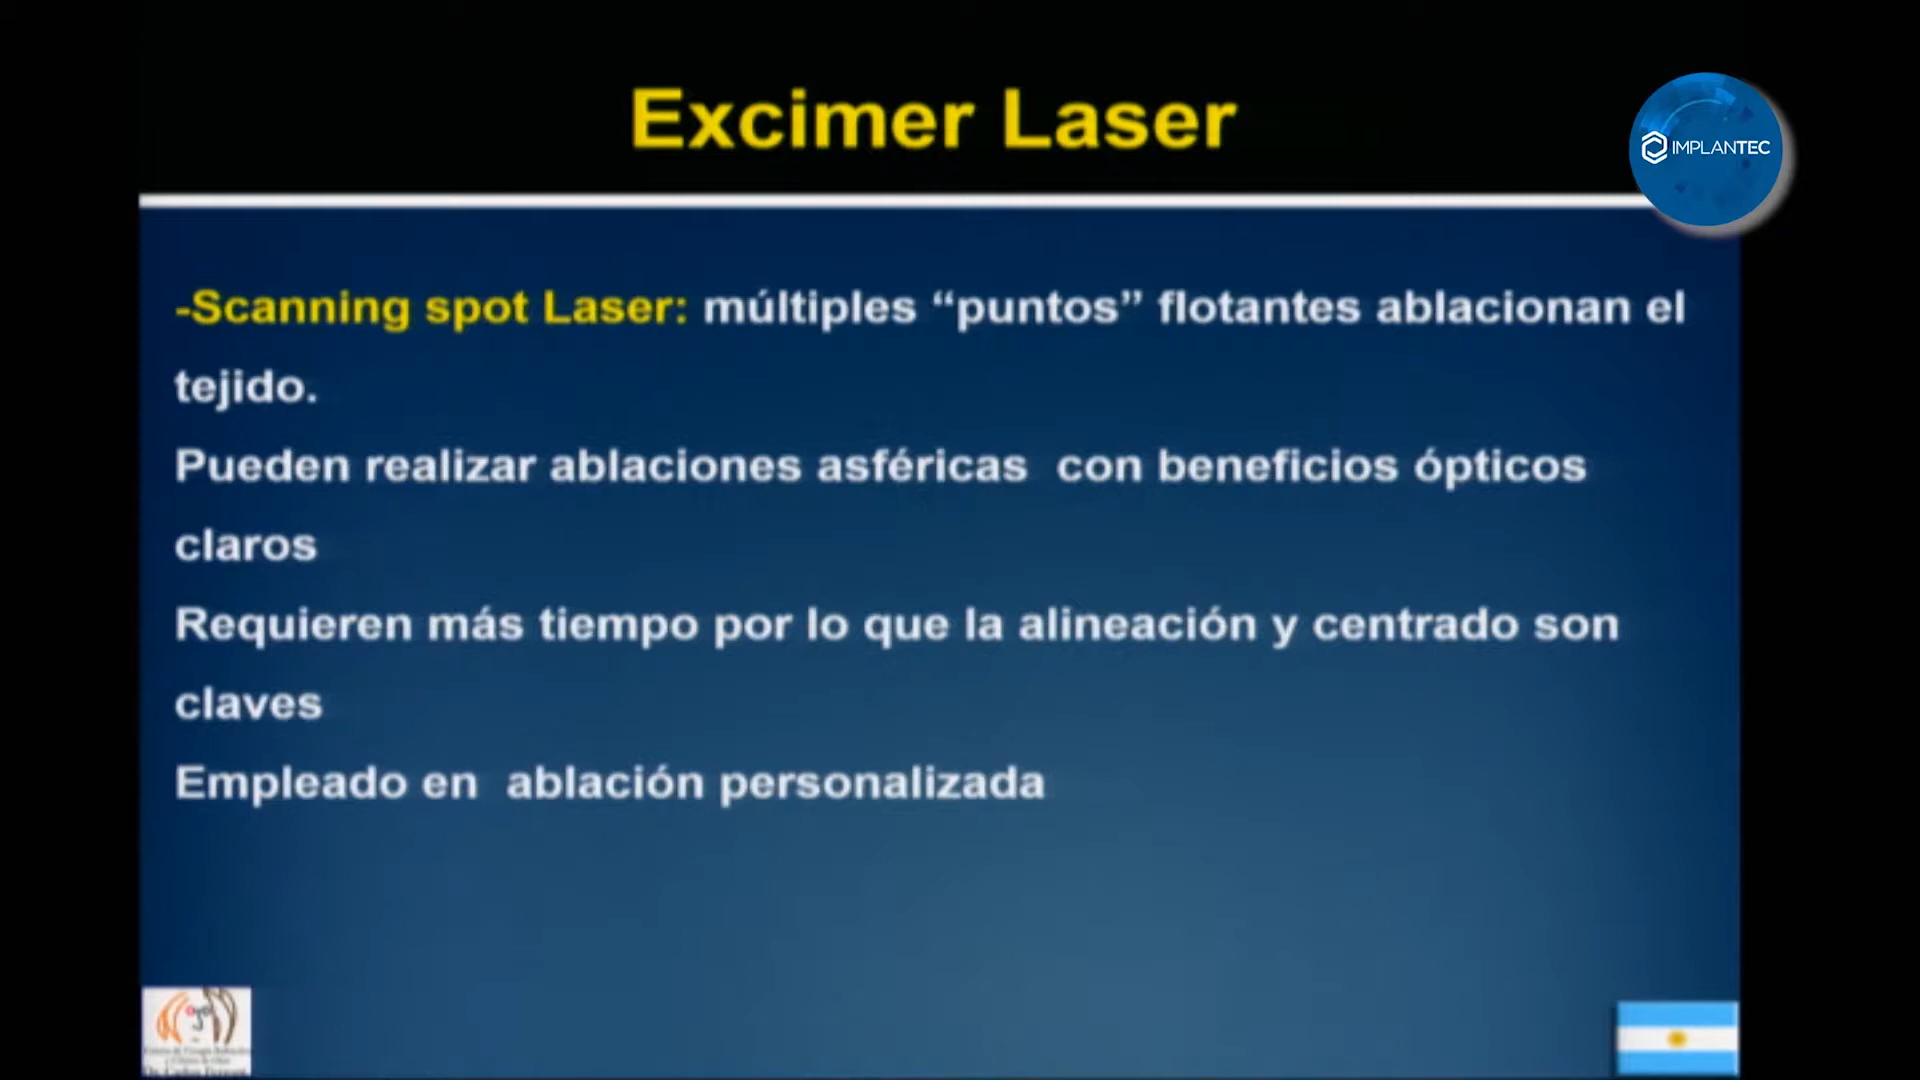 Excimer Laser
IMPLANTEC
-Scanning spot Laser: múltiples “puntos” flotantes ablacionan el
tejido.
Pueden realizar ablaciones asféricas con beneficios ópticos
claros
Requieren más tiempo por lo que la alineación y centrado son
claves
Empleado en ablación personalizada